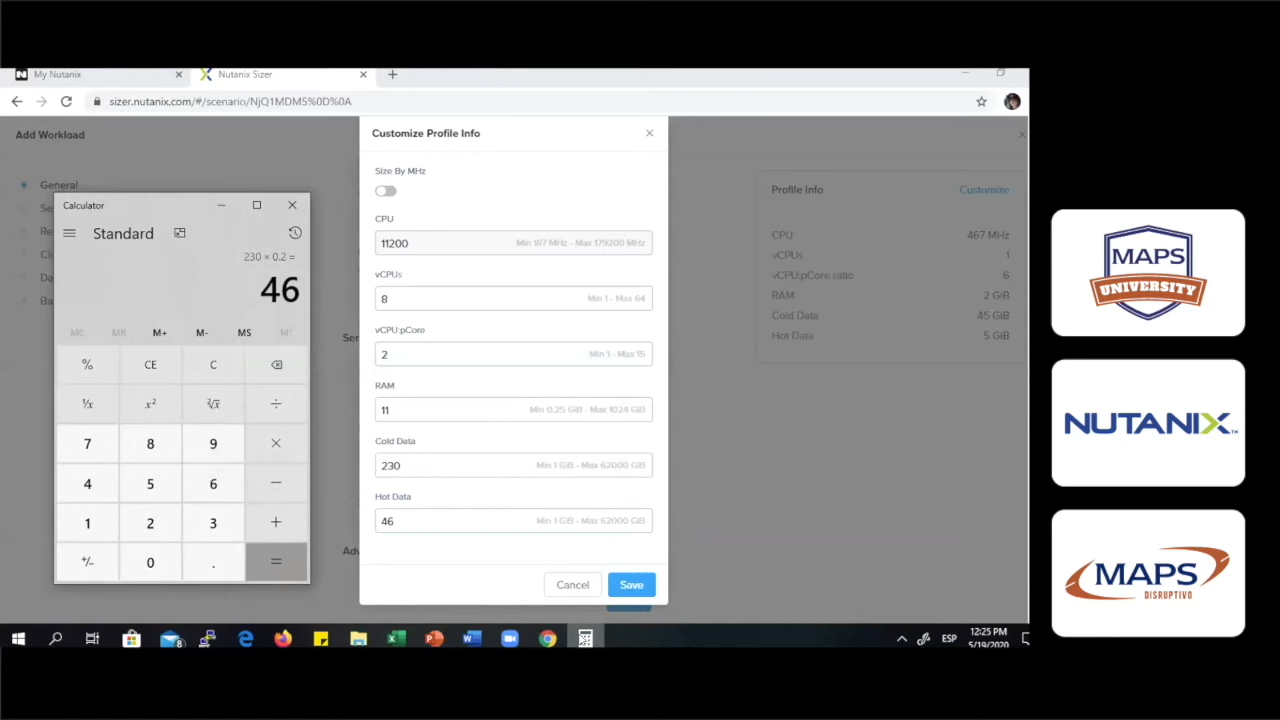 My Nutanix
Nutanix Sizer
sizer.nutanix.com/#/scenario/NjQ1MDM5%0D%0A
Add Workload
General
Customize Profile Info
Size By MHz
CPU
11200 Min 187 MHz - Max 179200 MHz
vCPUs
8 Min 1 - Max 64
vCPU:pCore
2 Min 1 - Max 15
RAM
11 Min 0.25 GiB - Max 1024 GiB
Cold Data
230 Min 1 GiB - Max 62000 GiB
Hot Data
46 Min 1 GiB - Max 62000 GiB
Cancel Save
Profile Info Customize
CPU 467 MHz
vCPUs 1
vCPU:pCore ratio 6
RAM 2 GiB
Cold Data 45 GiB
Hot Data 5 GiB
Calculator
Standard
230 × 0.2 =
46
MC MR M+ M- MS
% CE C
1/x x² ²√x ÷
7 8 9 ×
4 5 6 −
1 2 3 +
+/− 0 . =
ESP
12:25 PM
5/19/2020
8
MAPS
UNIVERSITY
NUTANIX™
MAPS
DISRUPTIVO